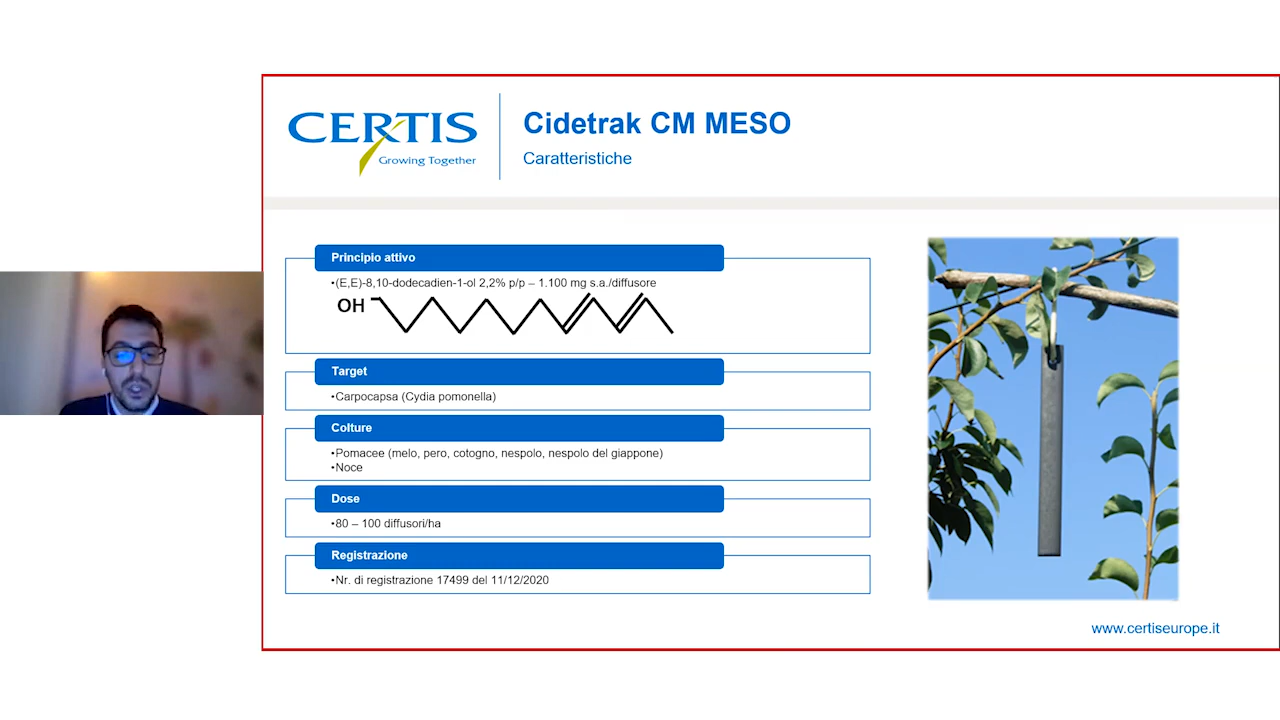 CERTIS
Growing Together
Cidetrak CM MESO
Caratteristiche
Principio attivo
•(E,E)-8,10-dodecadien-1-ol 2,2% p/p – 1.100 mg s.a./diffusore
OH
Target
•Carpocapsa (Cydia pomonella)
Colture
•Pomacee (melo, pero, cotogno, nespolo, nespolo del giappone)
•Noce
Dose
•80 – 100 diffusori/ha
Registrazione
•Nr. di registrazione 17499 del 11/12/2020
www.certiseurope.it